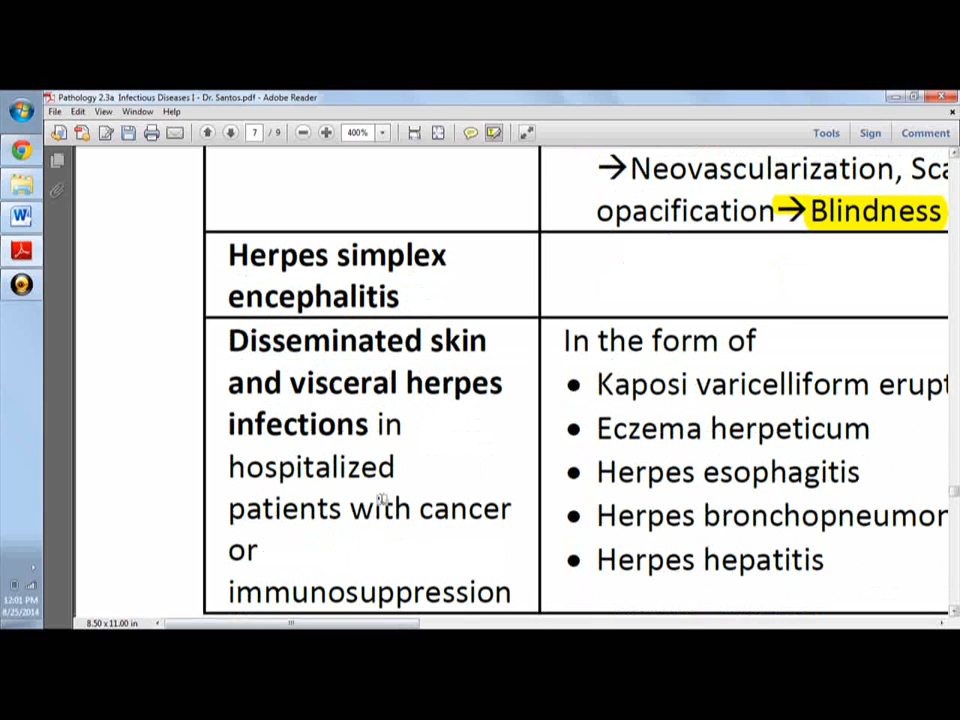 Pathology 2.3a Infectious Diseases I - Dr. Santos.pdf - Adobe Reader
File Edit View Window Help
7 / 9 400% Tools Sign Comment
→Neovascularization, Sca
opacification→Blindness
Herpes simplex
encephalitis
Disseminated skin
and visceral herpes
infections in
hospitalized
patients with cancer
or
immunosuppression
In the form of
• Kaposi varicelliform erupt
• Eczema herpeticum
• Herpes esophagitis
• Herpes bronchopneumon
• Herpes hepatitis
12:01 PM
8/25/2014
8.50 x 11.00 in